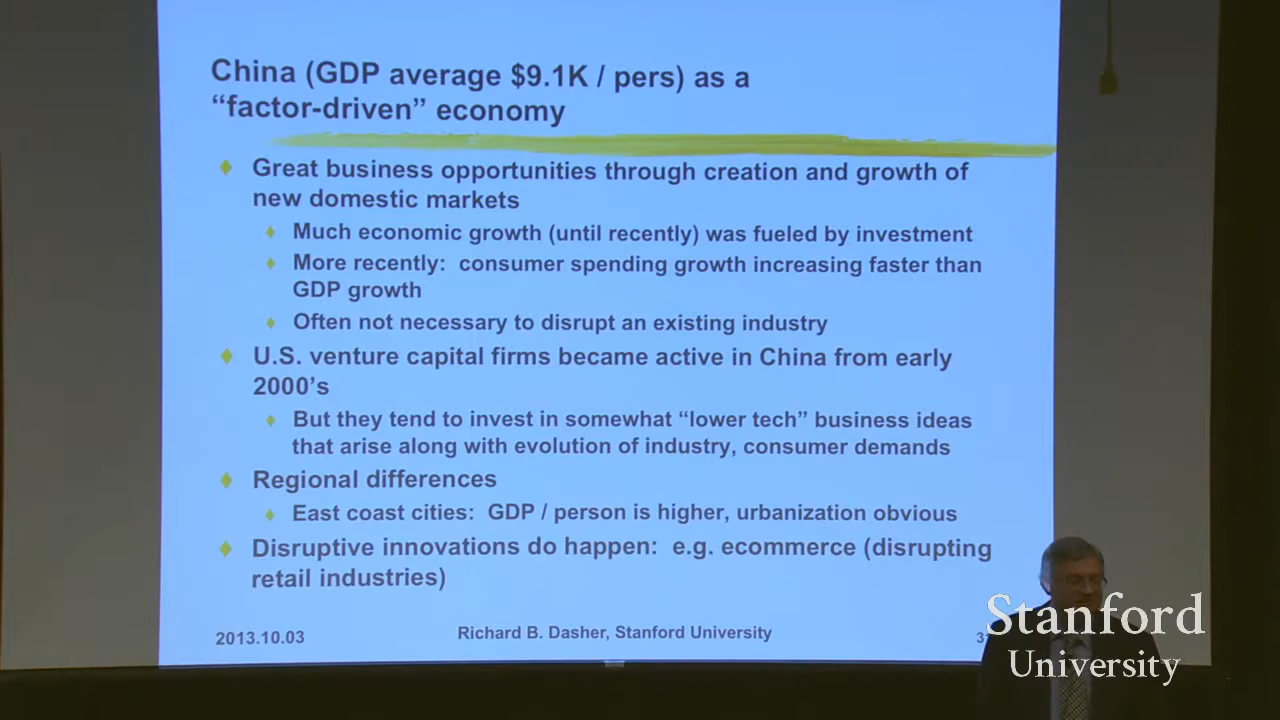 China (GDP average $9.1K / pers) as a
“factor-driven” economy
Great business opportunities through creation and growth of
new domestic markets
Much economic growth (until recently) was fueled by investment
More recently: consumer spending growth increasing faster than
GDP growth
Often not necessary to disrupt an existing industry
U.S. venture capital firms became active in China from early
2000’s
But they tend to invest in somewhat “lower tech” business ideas
that arise along with evolution of industry, consumer demands
Regional differences
East coast cities: GDP / person is higher, urbanization obvious
Disruptive innovations do happen: e.g. ecommerce (disrupting
retail industries)
2013.10.03
Richard B. Dasher, Stanford University
Stanford
University